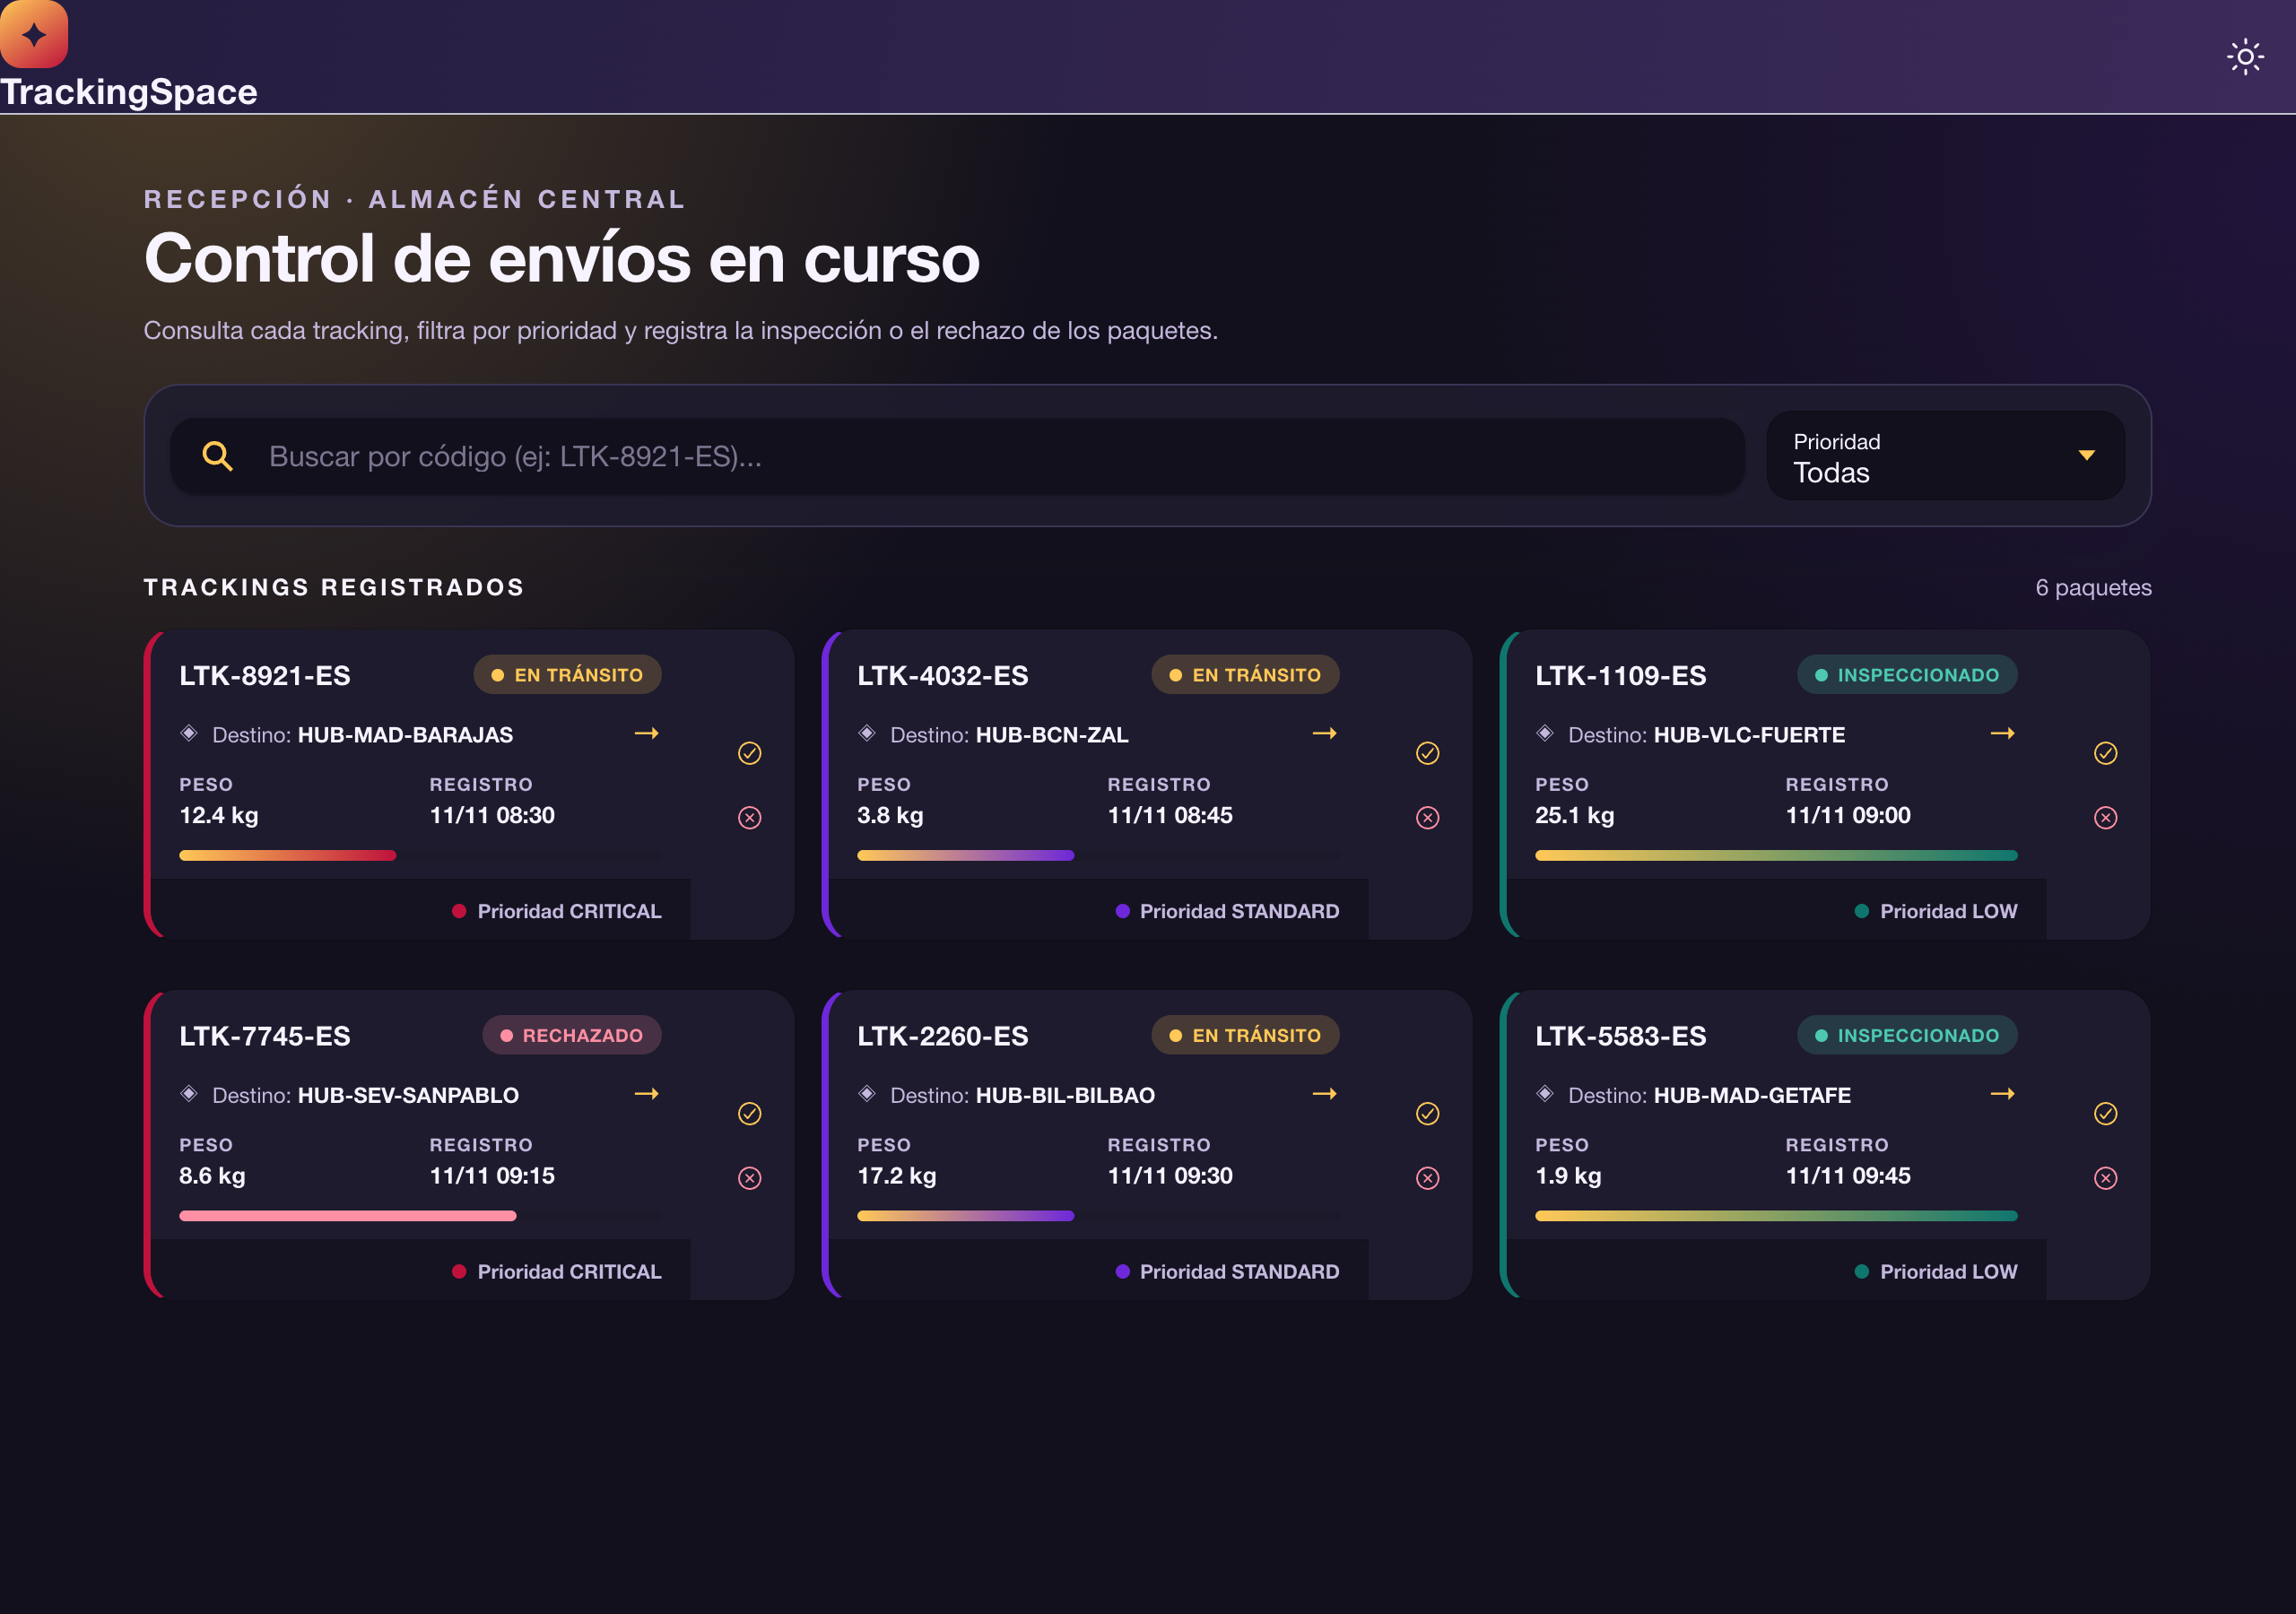 TrackingSpace
RECEPCIÓN · ALMACÉN CENTRAL
Control de envíos en curso
Consulta cada tracking, filtra por prioridad y registra la inspección o el rechazo de los paquetes.
Buscar por código (ej: LTK-8921-ES)...
Prioridad
Todas
TRACKINGS REGISTRADOS
6 paquetes
LTK-8921-ES
EN TRÁNSITO
Destino: HUB-MAD-BARAJAS
PESO
REGISTRO
12.4 kg
11/11 08:30
Prioridad CRITICAL
LTK-4032-ES
EN TRÁNSITO
Destino: HUB-BCN-ZAL
PESO
REGISTRO
3.8 kg
11/11 08:45
Prioridad STANDARD
LTK-1109-ES
INSPECCIONADO
Destino: HUB-VLC-FUERTE
PESO
REGISTRO
25.1 kg
11/11 09:00
Prioridad LOW
LTK-7745-ES
RECHAZADO
Destino: HUB-SEV-SANPABLO
PESO
REGISTRO
8.6 kg
11/11 09:15
Prioridad CRITICAL
LTK-2260-ES
EN TRÁNSITO
Destino: HUB-BIL-BILBAO
PESO
REGISTRO
17.2 kg
11/11 09:30
Prioridad STANDARD
LTK-5583-ES
INSPECCIONADO
Destino: HUB-MAD-GETAFE
PESO
REGISTRO
1.9 kg
11/11 09:45
Prioridad LOW